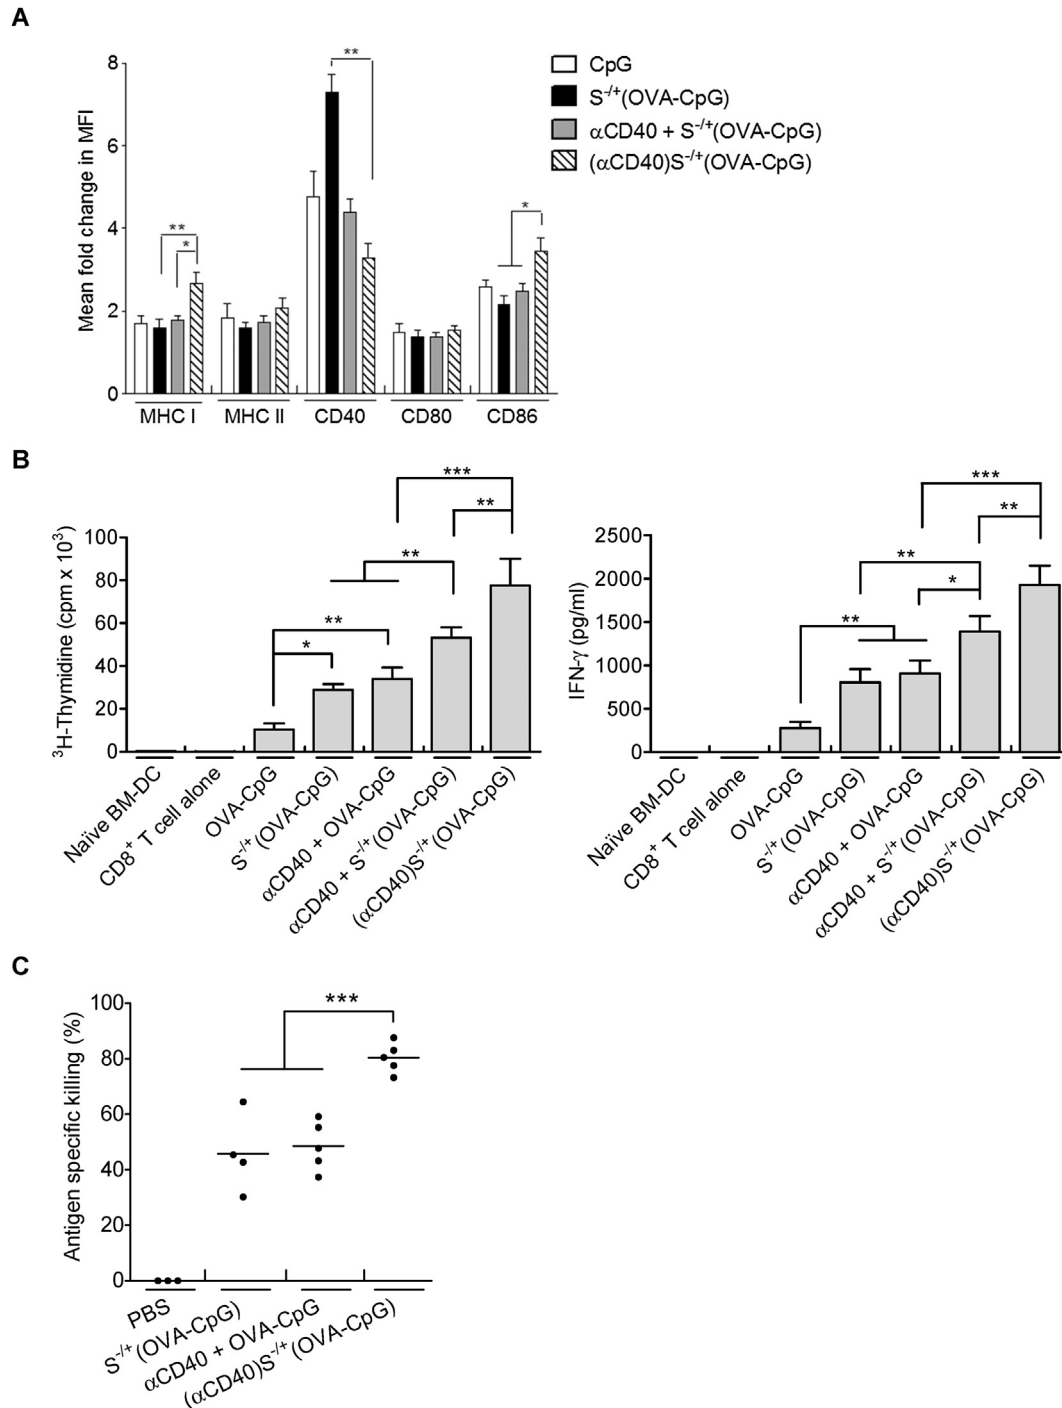 A
Mean fold change in MFI
8
6
4
2
0
**
*
**
*
MHC I
MHC II
CD40
CD80
CD86
CpG
S-/+(OVA-CpG)
αCD40 + S-/+(OVA-CpG)
(αCD40)S-/+(OVA-CpG)
B
3H-Thymidine (cpm x 10³)
100
80
60
40
20
0
***
**
**
**
*
Naïve BM-DC
CD8+ T cell alone
OVA-CpG
S-/+(OVA-CpG)
αCD40 + OVA-CpG
αCD40 + S-/+(OVA-CpG)
(αCD40)S-/+(OVA-CpG)
IFN-γ (pg/ml)
2500
2000
1500
1000
500
0
***
**
**
*
**
Naïve BM-DC
CD8+ T cell alone
OVA-CpG
S-/+(OVA-CpG)
αCD40 + OVA-CpG
αCD40 + S-/+(OVA-CpG)
(αCD40)S-/+(OVA-CpG)
C
Antigen specific killing (%)
100
80
60
40
20
0
***
PBS
S-/+(OVA-CpG)
αCD40 + OVA-CpG
(αCD40)S-/+(OVA-CpG)